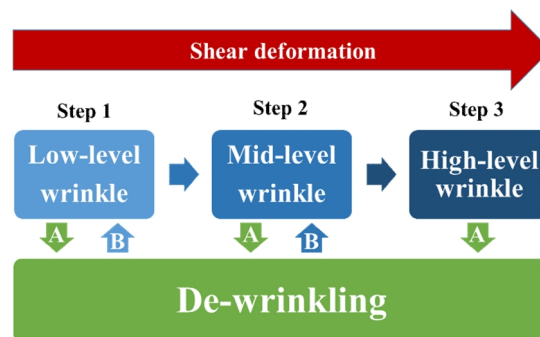 Shear deformation
Step 1
Step 2
Step 3
Low-level
wrinkle
Mid-level
wrinkle
High-level
wrinkle
A
B
A
B
A
De-wrinkling